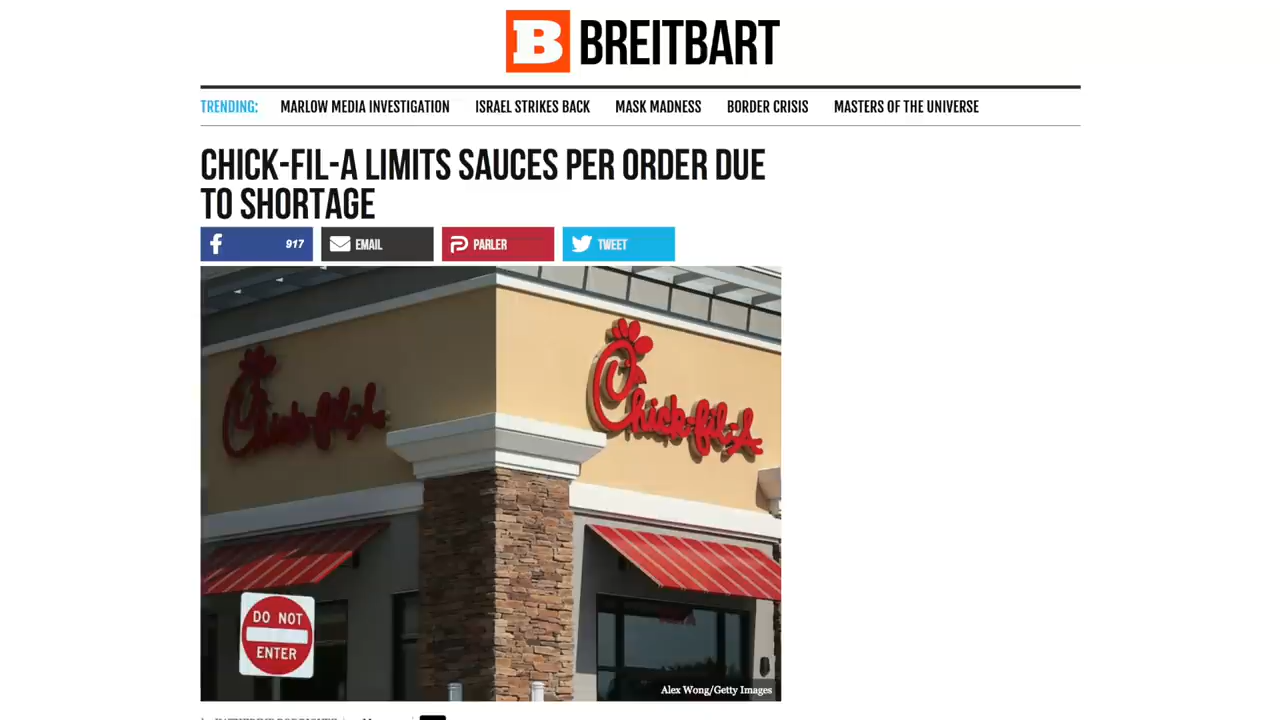 B BREITBART
TRENDING: MARLOW MEDIA INVESTIGATION ISRAEL STRIKES BACK MASK MADNESS BORDER CRISIS MASTERS OF THE UNIVERSE
CHICK-FIL-A LIMITS SAUCES PER ORDER DUE
TO SHORTAGE
917 EMAIL PARLER TWEET
Chick-fil-A Chick-fil-A
DO NOT
ENTER
Alex Wong/Getty Images